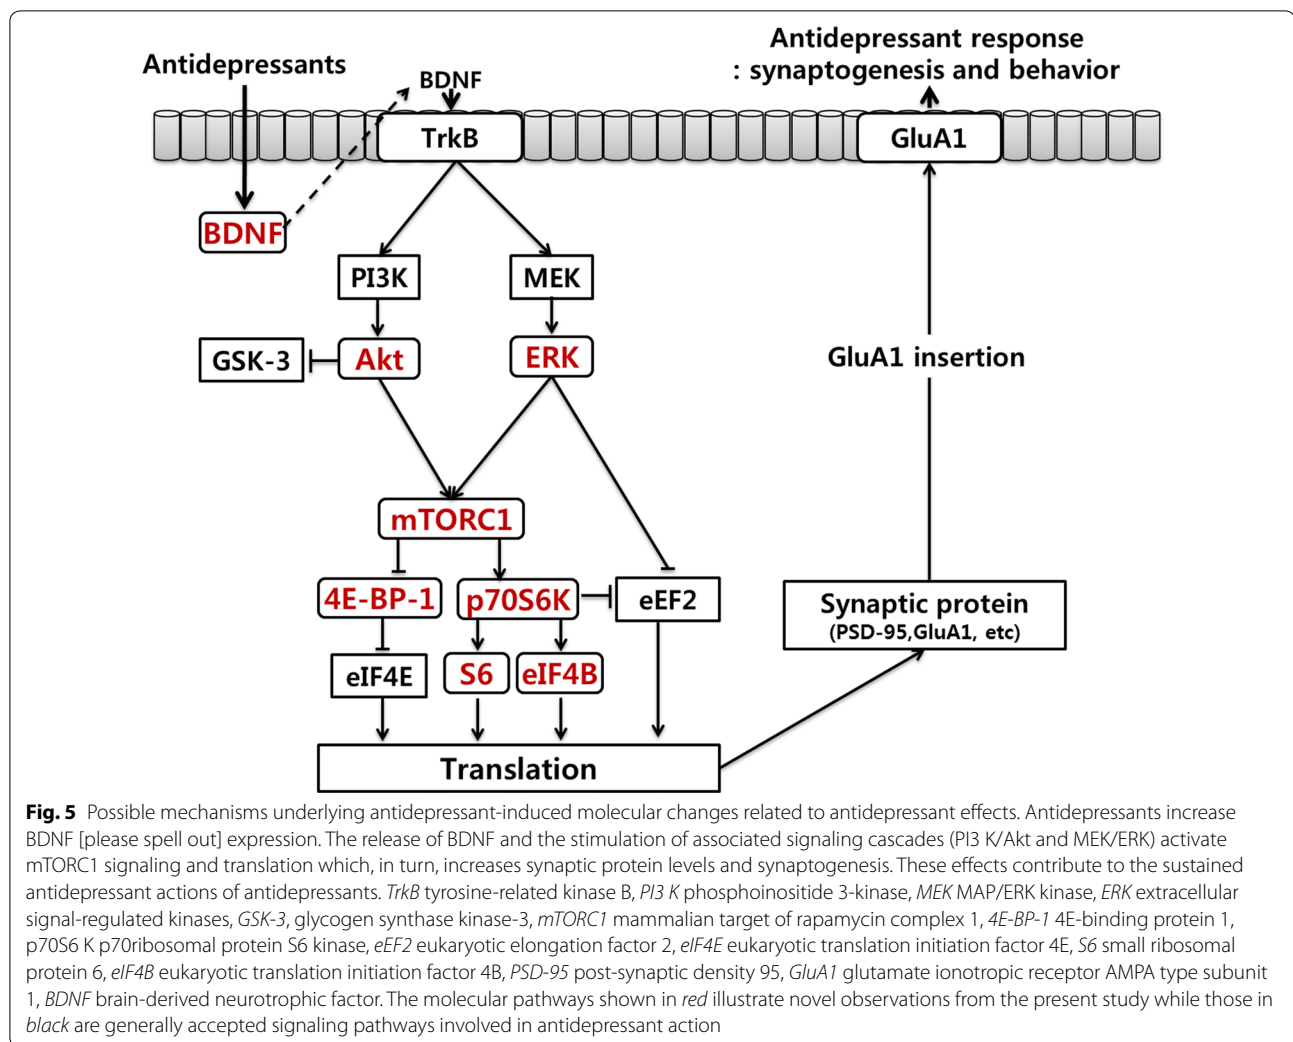 Antidepressant response
: synaptogenesis and behavior
Antidepressants
BDNF
TrkB
GluA1
BDNF
PI3K
MEK
GSK-3
Akt
ERK
GluA1 insertion
mTORC1
4E-BP-1
p70S6K
eEF2
Synaptic protein
(PSD-95,GluA1, etc)
eIF4E
S6
eIF4B
Translation
Fig. 5 Possible mechanisms underlying antidepressant-induced molecular changes related to antidepressant effects. Antidepressants increase
BDNF [please spell out] expression. The release of BDNF and the stimulation of associated signaling cascades (PI3 K/Akt and MEK/ERK) activate
mTORC1 signaling and translation which, in turn, increases synaptic protein levels and synaptogenesis. These effects contribute to the sustained
antidepressant actions of antidepressants. TrkB tyrosine-related kinase B, PI3 K phosphoinositide 3-kinase, MEK MAP/ERK kinase, ERK extracellular
signal-regulated kinases, GSK-3, glycogen synthase kinase-3, mTORC1 mammalian target of rapamycin complex 1, 4E-BP-1 4E-binding protein 1,
p70S6 K p70ribosomal protein S6 kinase, eEF2 eukaryotic elongation factor 2, eIF4E eukaryotic translation initiation factor 4E, S6 small ribosomal
protein 6, eIF4B eukaryotic translation initiation factor 4B, PSD-95 post-synaptic density 95, GluA1 glutamate ionotropic receptor AMPA type subunit
1, BDNF brain-derived neurotrophic factor. The molecular pathways shown in red illustrate novel observations from the present study while those in
black are generally accepted signaling pathways involved in antidepressant action